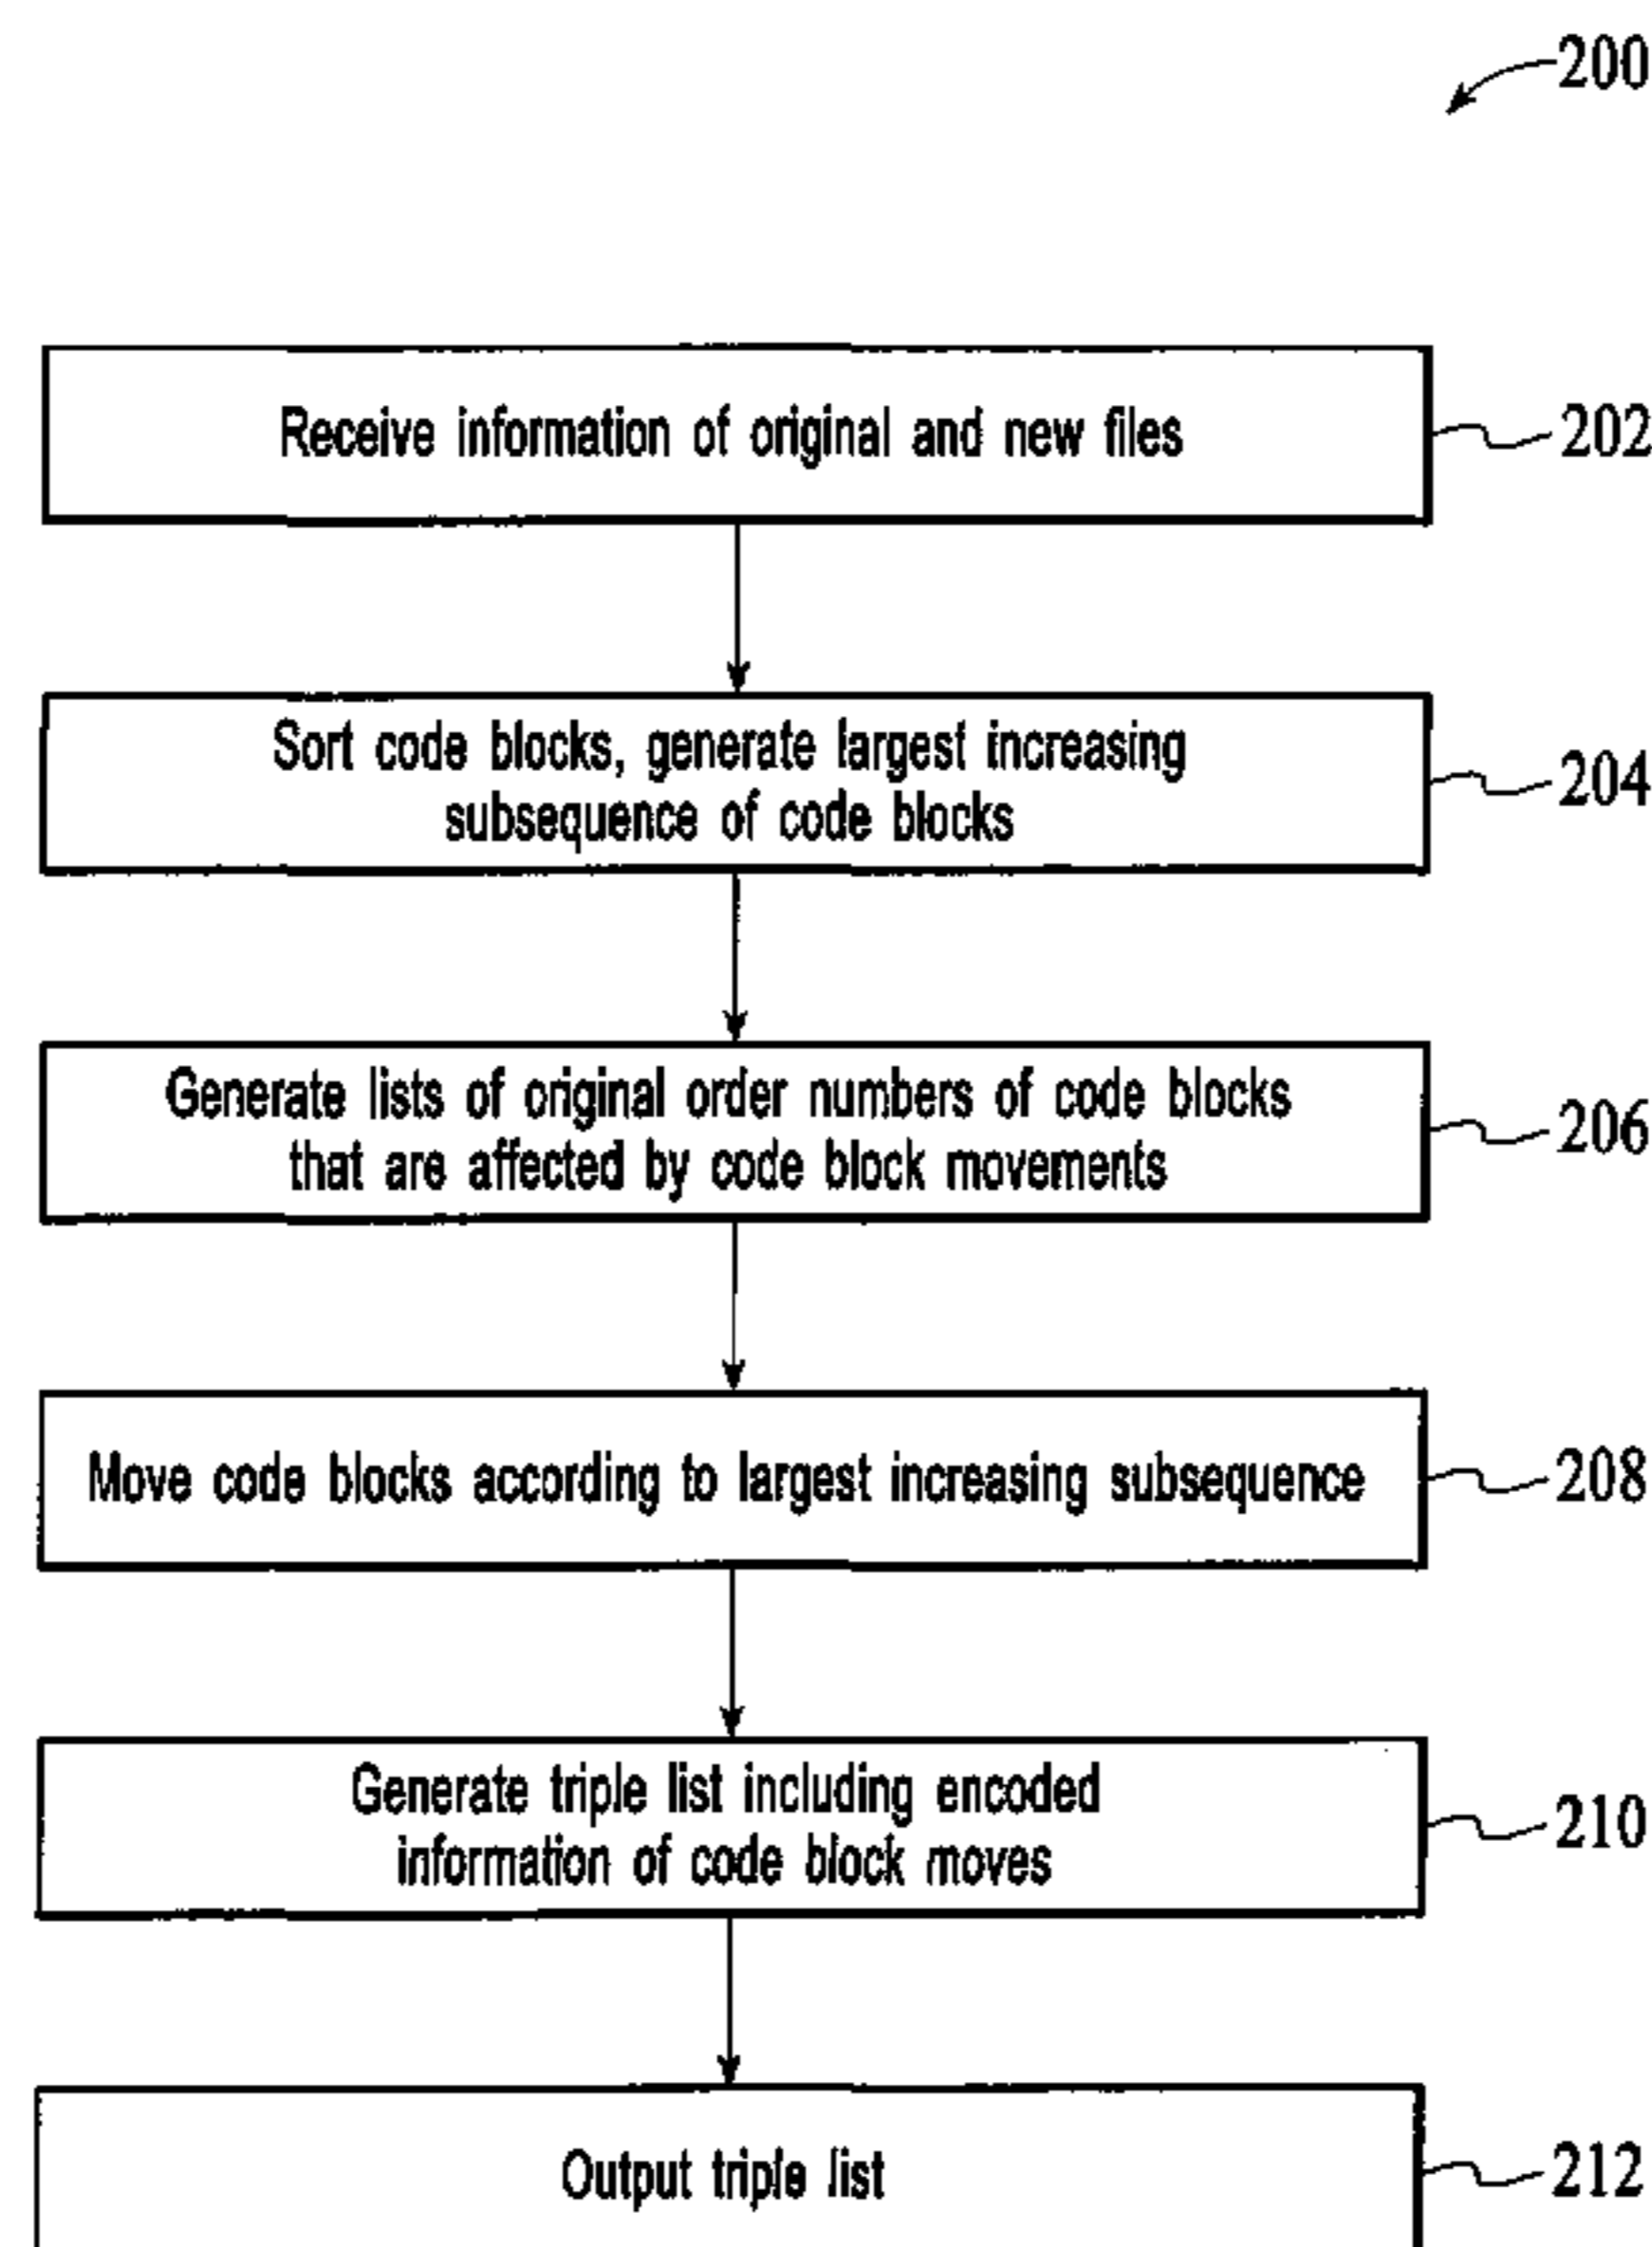 200
Receive information of original and new files
202
Sort code blocks, generate largest increasing
subsequence of code blocks
204
Generate lists of original order numbers of code blocks
that are affected by code block movements
206
Move code blocks according to largest increasing subsequence
208
Generate triple list including encoded
information of code block moves
210
Output triple list
212